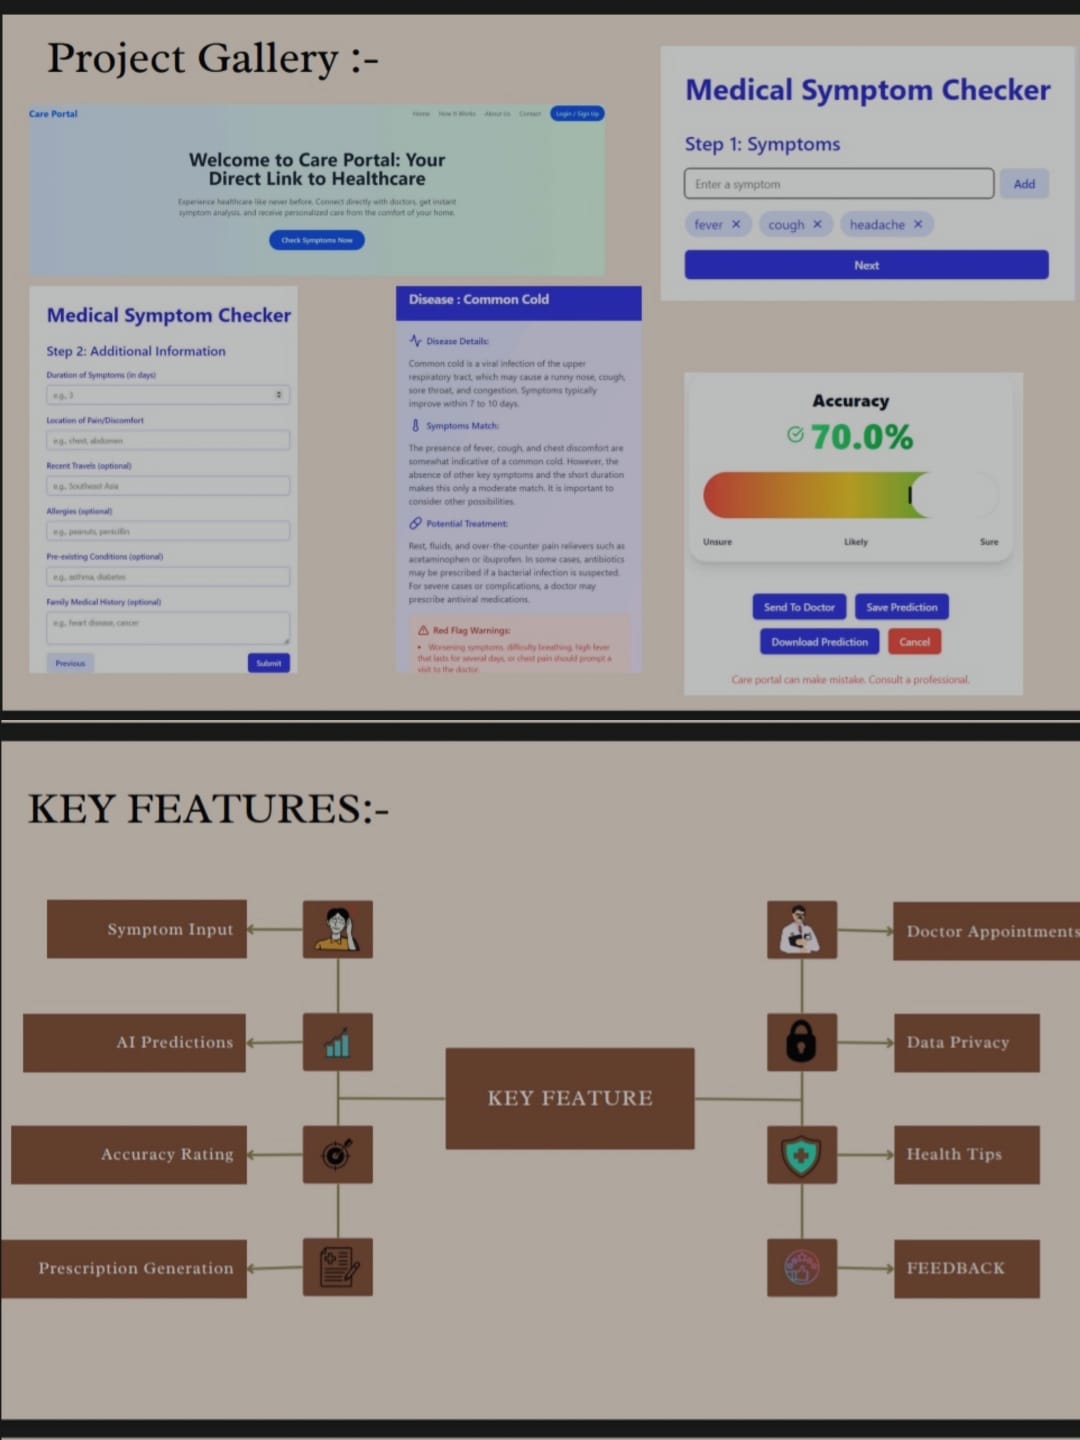 Project Gallery :-
Care Portal
Home How It Works About Us Contact Login / Sign Up
Welcome to Care Portal: Your
Direct Link to Healthcare
Experience healthcare like never before. Connect directly with doctors, get instant
symptom analysis, and receive personalized care from the comfort of your home.
Check Symptoms Now
Medical Symptom Checker
Step 1: Symptoms
Enter a symptom
Add
fever ✕ cough ✕ headache ✕
Next
Medical Symptom Checker
Step 2: Additional Information
Duration of Symptoms (in days)
e.g., 3
Location of Pain/Discomfort
e.g., chest, abdomen
Recent Travels (optional)
e.g., Southeast Asia
Allergies (optional)
e.g., peanuts, penicillin
Pre-existing Conditions (optional)
e.g., asthma, diabetes
Family Medical History (optional)
e.g., heart disease, cancer
Previous
Submit
Disease : Common Cold
Disease Details:
Common cold is a viral infection of the upper
respiratory tract, which may cause a runny nose, cough,
sore throat, and congestion. Symptoms typically
improve within 7 to 10 days.
Symptoms Match:
The presence of fever, cough, and chest discomfort are
somewhat indicative of a common cold. However, the
absence of other key symptoms and the short duration
makes this only a moderate match. It is important to
consider other possibilities.
Potential Treatment:
Rest, fluids, and over-the-counter pain relievers such as
acetaminophen or ibuprofen. In some cases, antibiotics
may be prescribed if a bacterial infection is suspected.
For severe cases or complications, a doctor may
prescribe antiviral medications.
Red Flag Warnings:
• Worsening symptoms, difficulty breathing, high fever
that lasts for several days, or chest pain should prompt a
visit to the doctor.
Accuracy
70.0%
Unsure
Likely
Sure
Send To Doctor
Save Prediction
Download Prediction
Cancel
Care portal can make mistake. Consult a professional.
KEY FEATURES:-
Symptom Input
AI Predictions
Accuracy Rating
Prescription Generation
KEY FEATURE
Doctor Appointments
Data Privacy
Health Tips
FEEDBACK